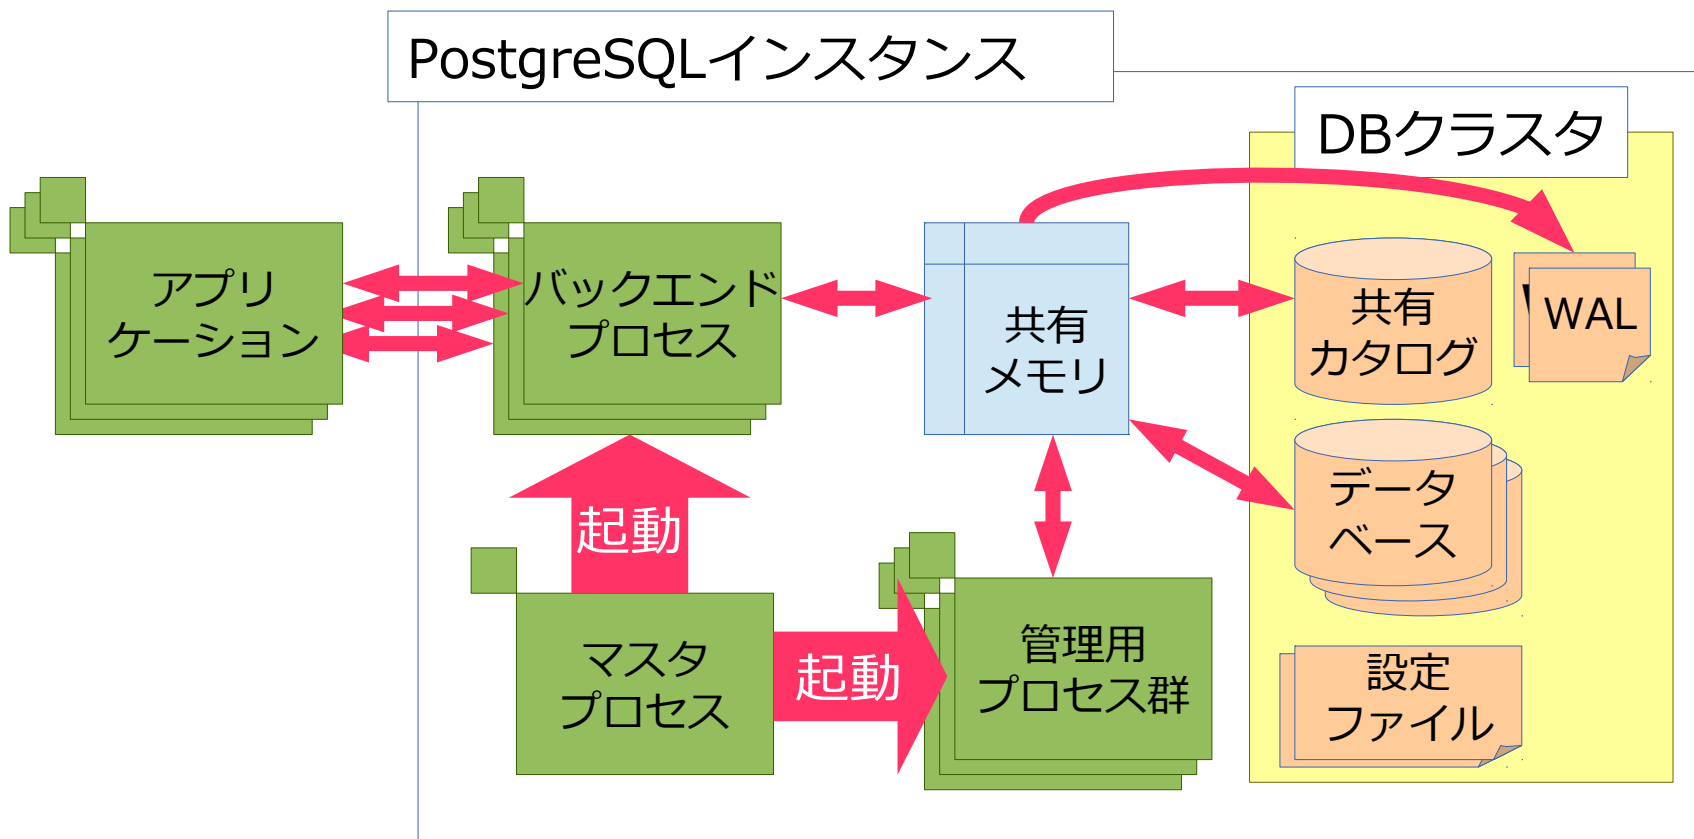 PostgreSQLインスタンス
DBクラスタ
アプリ
ケーション
バックエンド
プロセス
共有
メモリ
共有
カタログ
WAL
データ
ベース
起動
マスタ
プロセス
起動
管理用
プロセス群
設定
ファイル